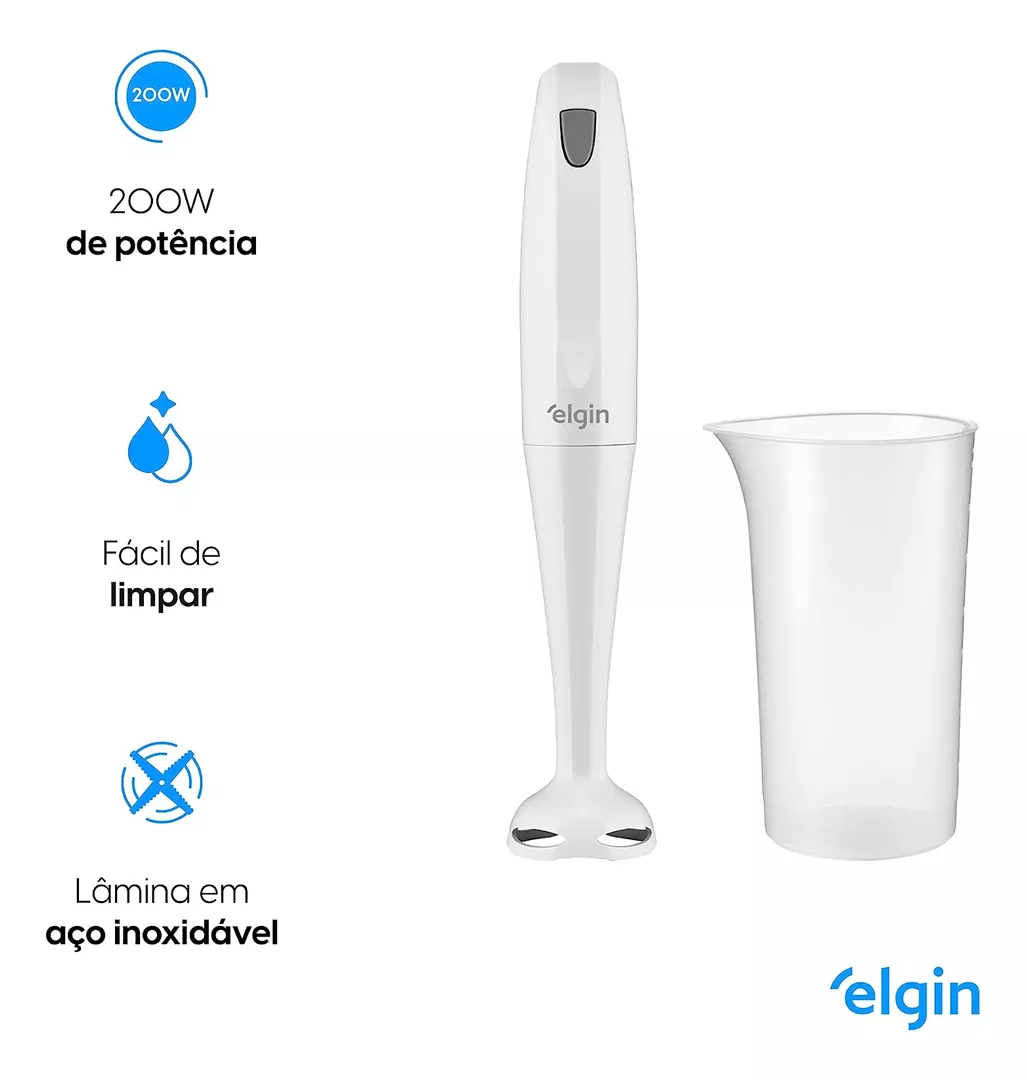 200W
200W
de potência
Fácil de
limpar
Lâmina em
aço inoxidável
elgin
elgin